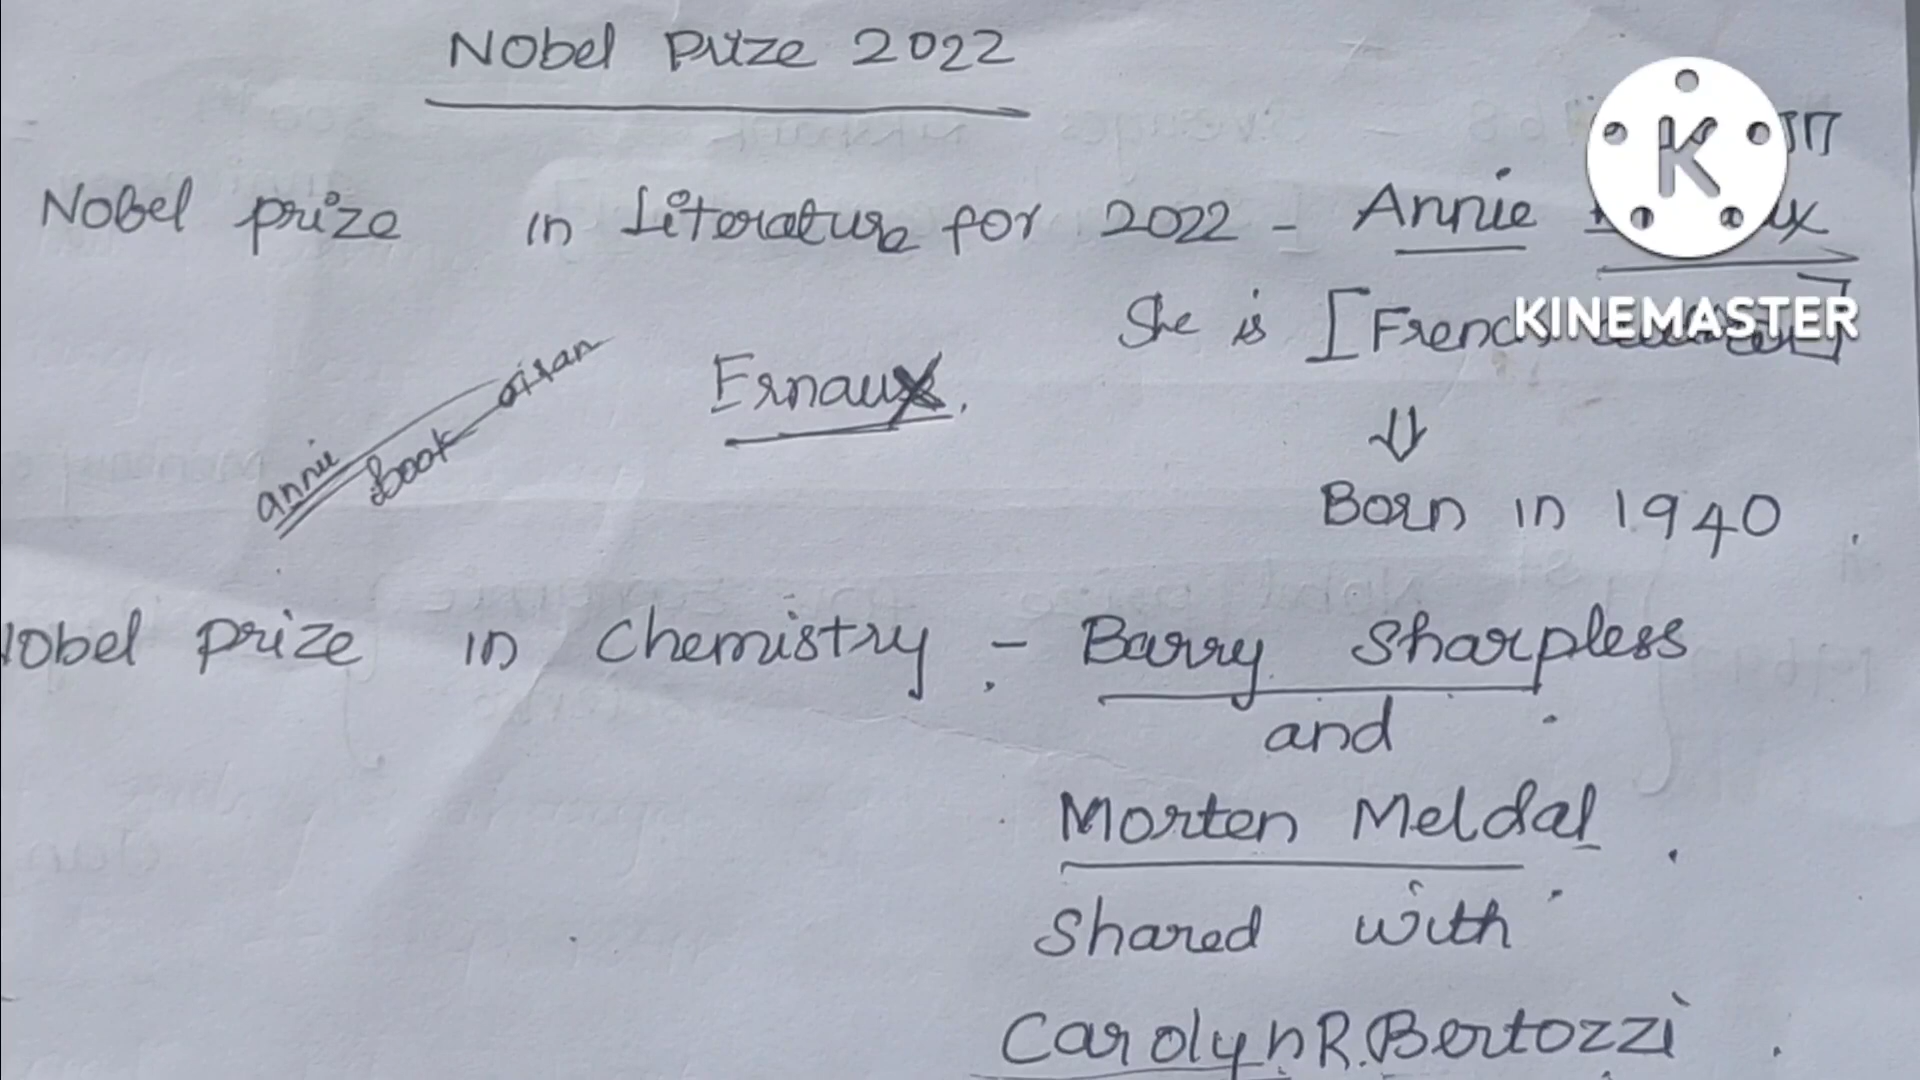 Nobel Prize 2022
Nobel prize in Literature for 2022 - Annie
KINEMASTER
She is [French
Ernaux.
annie book
Born in 1940
Nobel prize in Chemistry - Barry Sharpless
and
Morten Meldal
Shared with
Carolyn R. Bertozzi